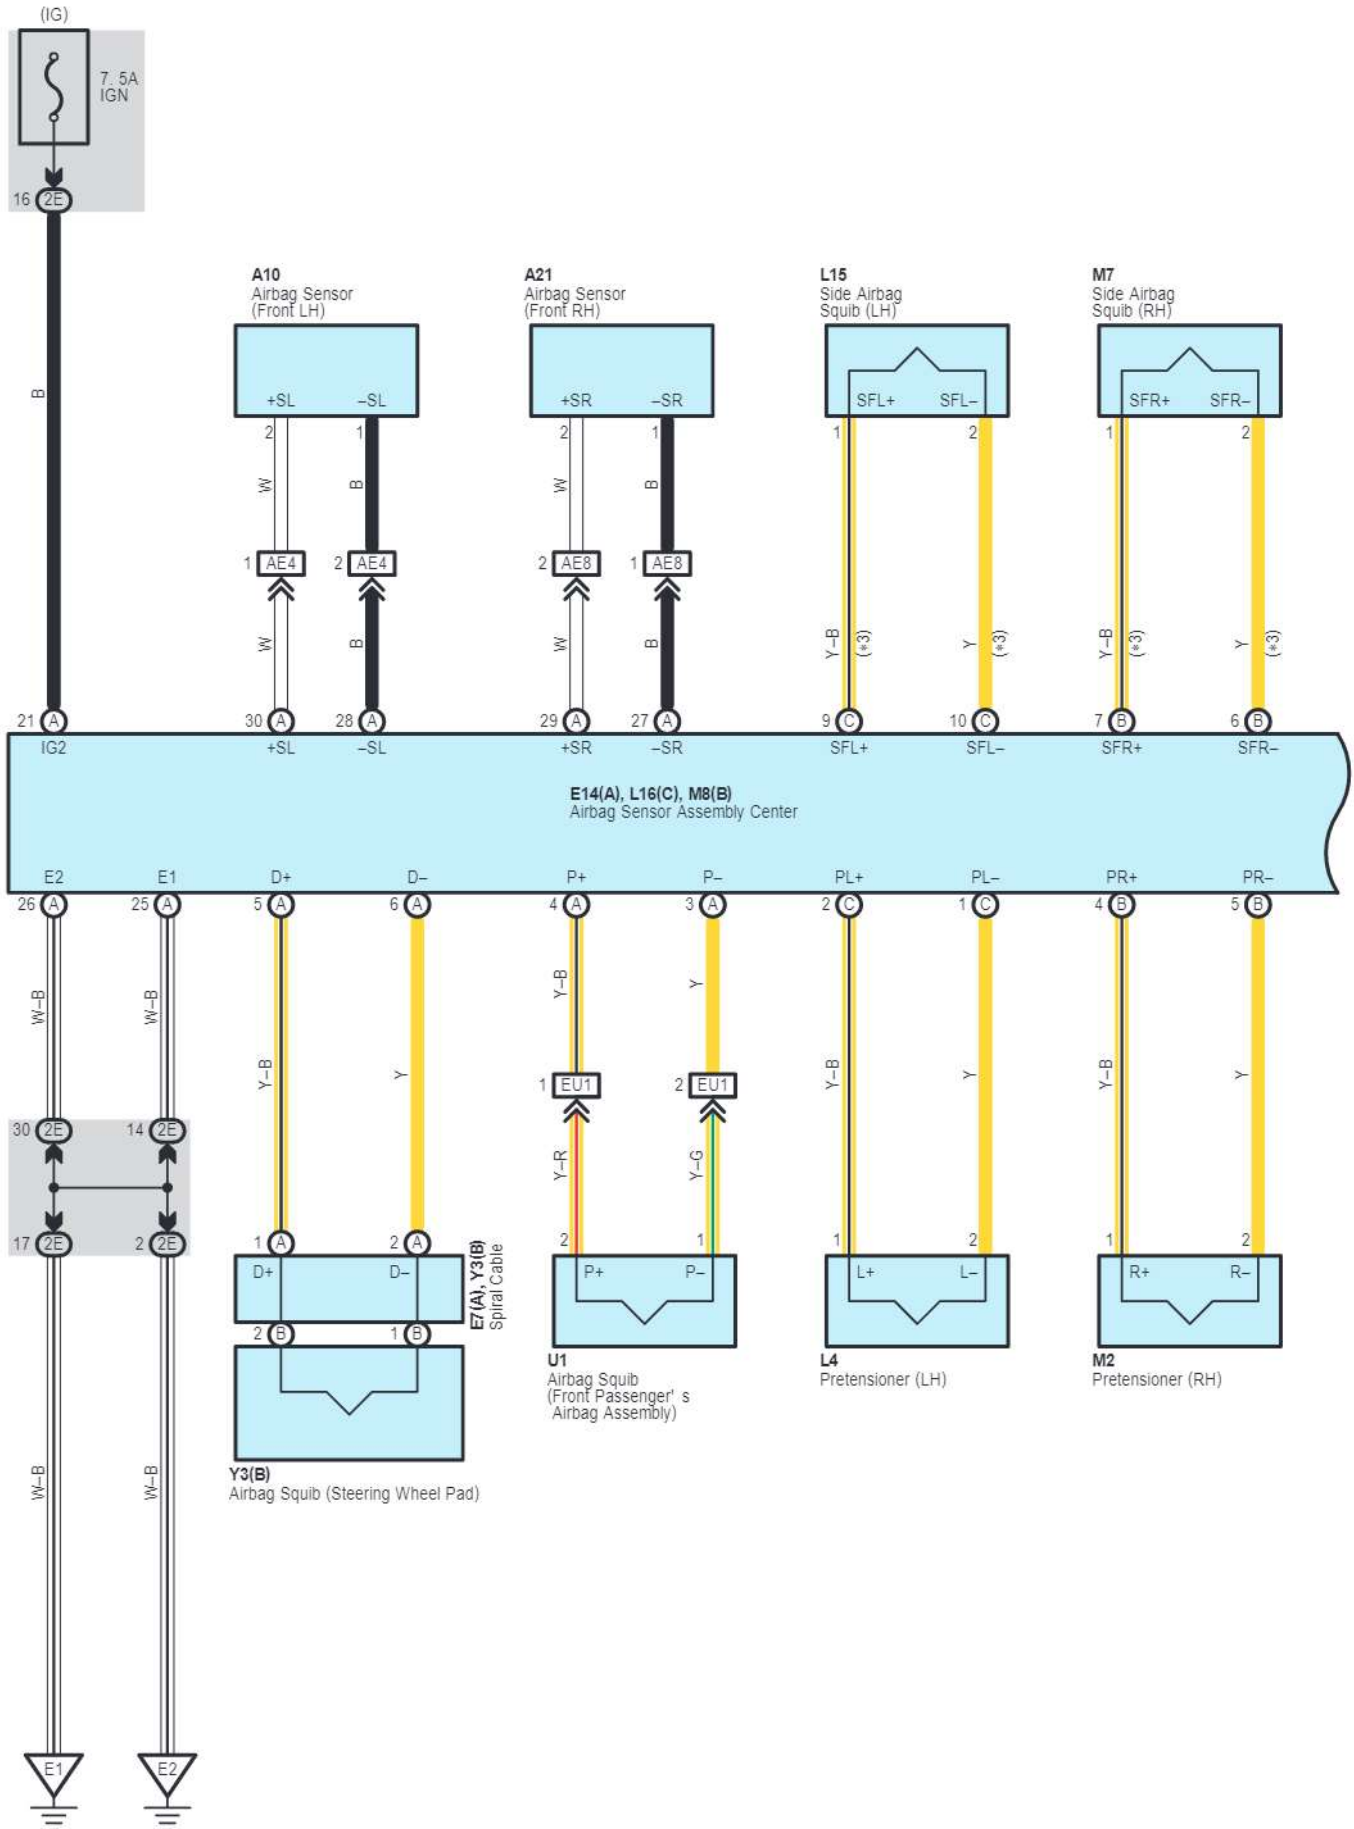 (IG)
7. 5A
IGN
16 2E
B
A10
Airbag Sensor
(Front LH)
A21
Airbag Sensor
(Front RH)
L15
Side Airbag
Squib (LH)
M7
Side Airbag
Squib (RH)
+SL –SL +SR –SR SFL+ SFL– SFR+ SFR–
2 1 2 1 1 2 1 2
W B W B
1 AE4 2 AE4 2 AE8 1 AE8
W B W B Y–B (*3) Y (*3) Y–B (*3) Y (*3)
21 A 30 A 28 A 29 A 27 A 9 C 10 C 7 B 6 B
IG2 +SL –SL +SR –SR SFL+ SFL– SFR+ SFR–
E14(A), L16(C), M8(B)
Airbag Sensor Assembly Center
E2 E1 D+ D– P+ P– PL+ PL– PR+ PR–
26 A 25 A 5 A 6 A 4 A 3 A 2 C 1 C 4 B 5 B
W–B W–B Y–B Y
Y–B Y Y–B Y Y–B Y
1 EU1 2 EU1
30 2E 14 2E
Y–R Y–G
17 2E 2 2E 1 A 2 A 2 1 1 2 1 2
D+ D– P+ P– L+ L– R+ R–
E7(A), Y3(B)
Spiral Cable
2 B 1 B
U1
Airbag Squib
(Front Passenger' s
Airbag Assembly)
L4
Pretensioner (LH)
M2
Pretensioner (RH)
Y3(B)
Airbag Squib (Steering Wheel Pad)
W–B W–B
E1 E2